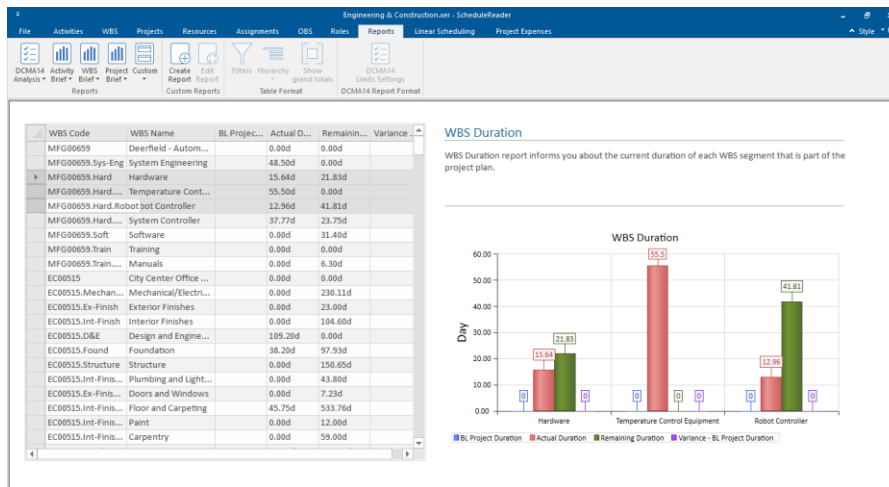 Engineering & Construction.xer - ScheduleReader
File Activities WBS Projects Resources Assignments OBS Roles Reports Linear Scheduling Project Expenses Style
DCMA14 Analysis Activity Brief WBS Brief Project Brief Custom Create Report Edit Report Filters Hierarchy Show grand totals DCMA14 Limits Settings
Reports Custom Reports Table Format DCMA14 Report Format
WBS Code WBS Name BL Projec... Actual D... Remainin... Variance ...
MFG00659 Deerfield - Autom... 0.00d 0.00d
MFG00659.Sys-Eng System Engineering 48.50d 0.00d
MFG00659.Hard Hardware 15.64d 21.83d
MFG00659.Hard.... Temperature Cont... 55.50d 0.00d
MFG00659.Hard.Robot bot Controller 12.96d 41.81d
MFG00659.Hard.... System Controller 37.77d 23.75d
MFG00659.Soft Software 0.00d 31.40d
MFG00659.Train Training 0.00d 0.00d
MFG00659.Train.... Manuals 0.00d 6.30d
EC00515 City Center Office ... 0.00d 0.00d
EC00515.Mechan... Mechanical/Electri... 0.00d 230.11d
EC00515.Ex-Finish Exterior Finishes 0.00d 23.00d
EC00515.Int-Finish Interior Finishes 0.00d 104.60d
EC00515.D&E Design and Engine... 109.20d 0.00d
EC00515.Found Foundation 38.20d 97.93d
EC00515.Structure Structure 0.00d 150.65d
EC00515.Int-Finis... Plumbing and Light... 0.00d 43.80d
EC00515.Ex-Finis... Doors and Windows 0.00d 7.23d
EC00515.Int-Finis... Floor and Carpeting 45.75d 533.76d
EC00515.Int-Finis... Paint 0.00d 12.00d
EC00515.Int-Finis... Carpentry 0.00d 59.00d
WBS Duration
WBS Duration report informs you about the current duration of each WBS segment that is part of the
project plan.
WBS Duration
60.00
50.00
40.00
30.00
20.00
10.00
0.00
Day
0 15.64 21.83 0
0 55.5 0 0
0 12.96 41.81 0
Hardware Temperature Control Equipment Robot Controller
BL Project Duration Actual Duration Remaining Duration Variance - BL Project Duration